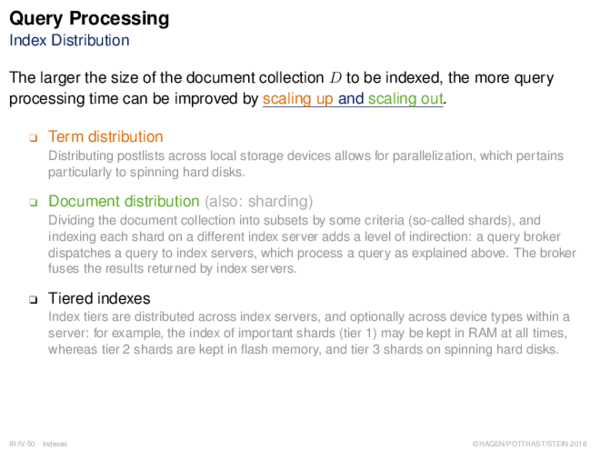 Query Processing
Index Distribution
The larger the size of the document collection D to be indexed, the more query
processing time can be improved by scaling up and scaling out.
❑ Term distribution
Distributing postlists across local storage devices allows for parallelization, which pertains
particularly to spinning hard disks.
❑ Document distribution (also: sharding)
Dividing the document collection into subsets by some criteria (so-called shards), and
indexing each shard on a different index server adds a level of indirection: a query broker
dispatches a query to index servers, which process a query as explained above. The broker
fuses the results returned by index servers.
❑ Tiered indexes
Index tiers are distributed across index servers, and optionally across device types within a
server: for example, the index of important shards (tier 1) may be kept in RAM at all times,
whereas tier 2 shards are kept in flash memory, and tier 3 shards on spinning hard disks.
IR:IV-50 Indexes ©HAGEN/POTTHAST/STEIN 2018